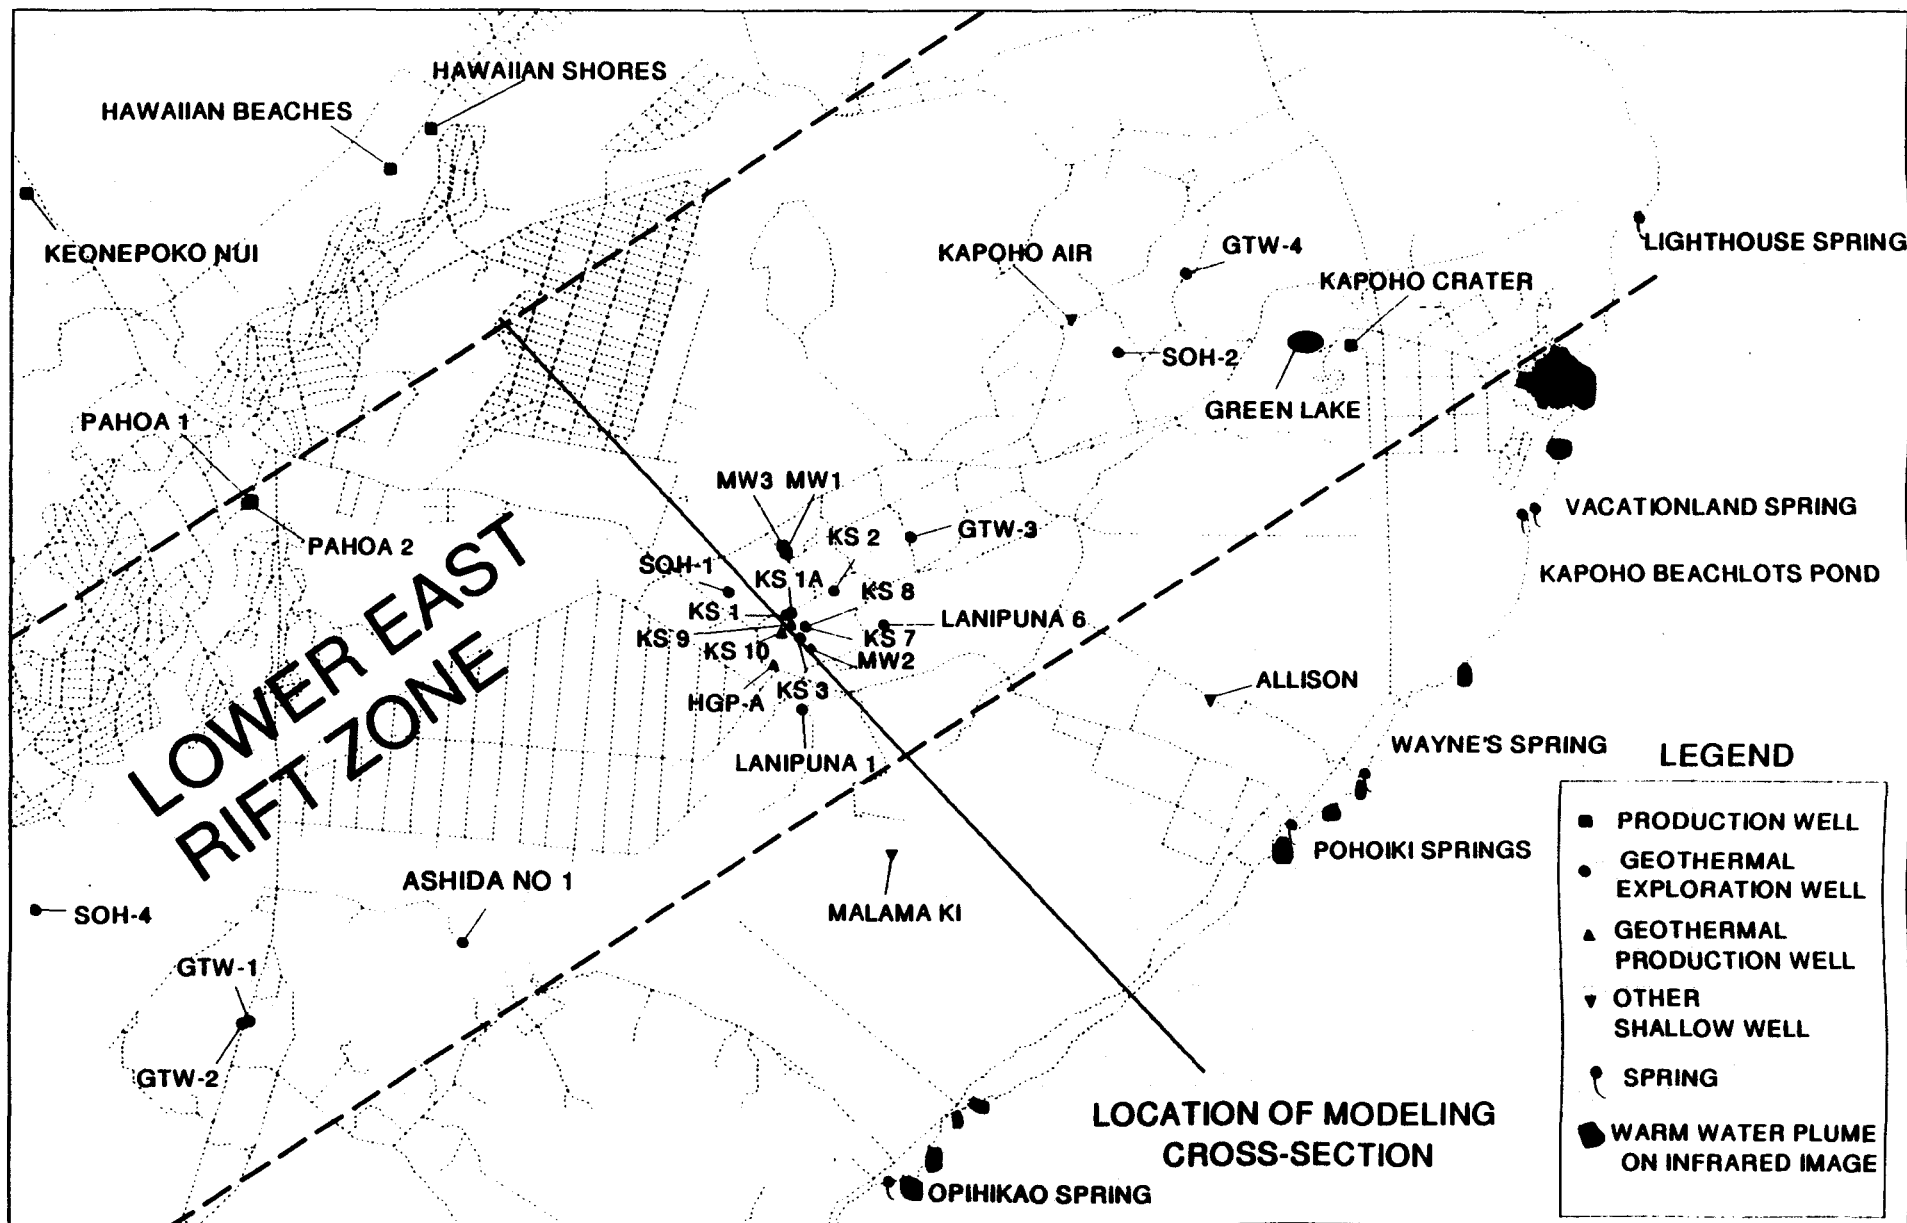 HAWAIIAN SHORES
HAWAIIAN BEACHES
KEONEPOKO NUI
LIGHTHOUSE SPRING
KAPOHO AIR
GTW-4
KAPOHO CRATER
SOH-2
GREEN LAKE
PAHOA 1
PAHOA 2
MW3 MW1
KS 2
GTW-3
VACATIONLAND SPRING
KAPOHO BEACHLOTS POND
SOH-1
KS 1A
KS 8
KS 1
LANIPUNA 6
KS 9
KS 10
KS 7
MW2
HGP-A
KS 3
LANIPUNA 1
ALLISON
WAYNE'S SPRING
POHOIKI SPRINGS
LOWER EAST
RIFT ZONE
ASHIDA NO 1
MALAMA KI
SOH-4
GTW-1
GTW-2
OPIHIKAO SPRING
LOCATION OF MODELING
CROSS-SECTION
LEGEND
PRODUCTION WELL
GEOTHERMAL
EXPLORATION WELL
GEOTHERMAL
PRODUCTION WELL
OTHER
SHALLOW WELL
SPRING
WARM WATER PLUME
ON INFRARED IMAGE